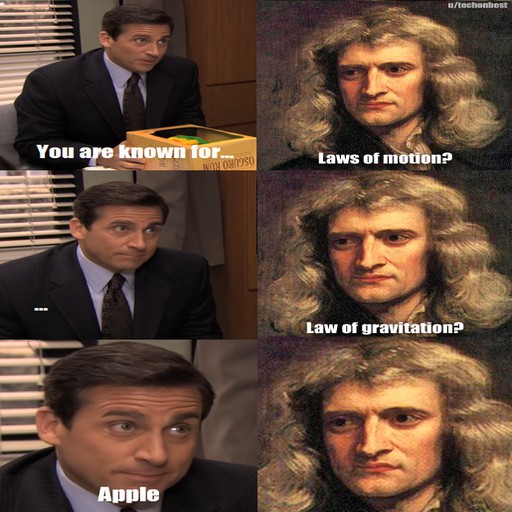 u/techonbest
You are known for...
Laws of motion?
...
Law of gravitation?
Apple